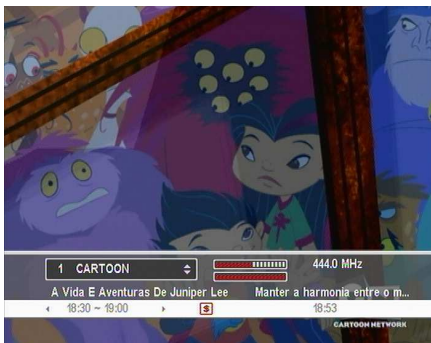 1 CARTOON
444.0 MHz
A Vida E Aventuras De Juniper Lee Manter a harmonia entre o m...
18:30 ~ 19:00 $ 18:53
CARTOON NETWORK